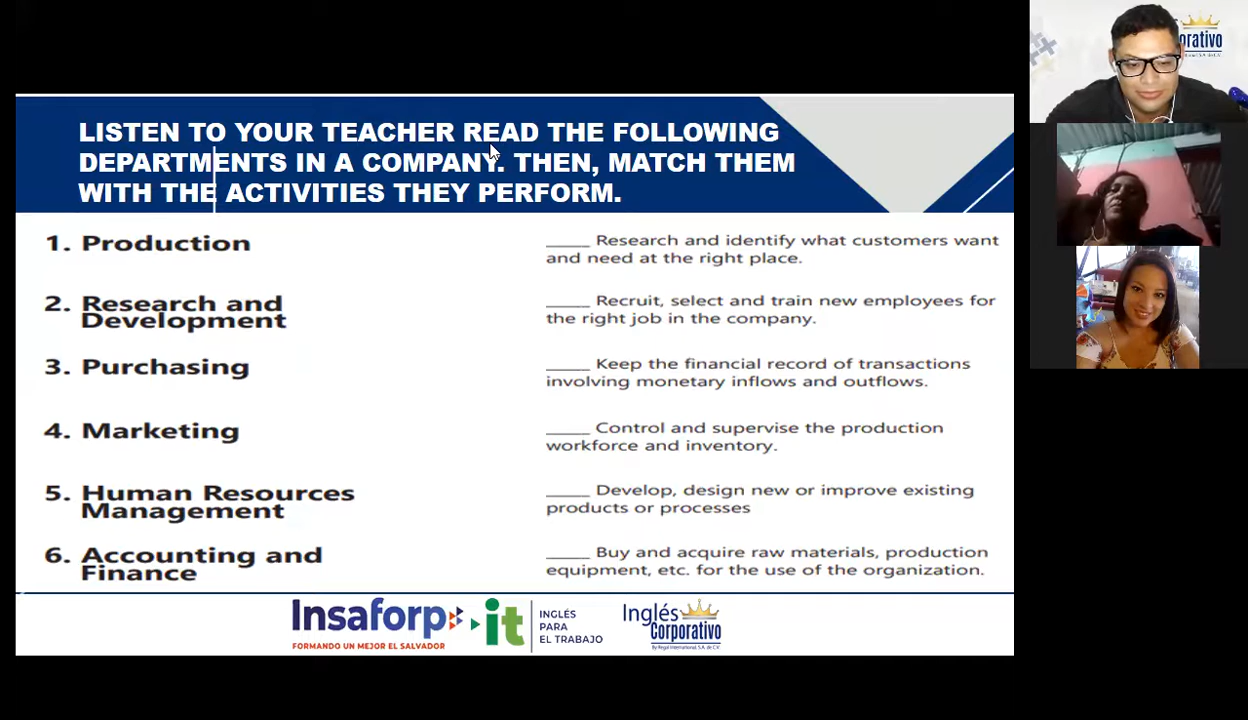 LISTEN TO YOUR TEACHER READ THE FOLLOWING
DEPARTMENTS IN A COMPANY. THEN, MATCH THEM
WITH THE ACTIVITIES THEY PERFORM.
1. Production
2. Research and
Development
3. Purchasing
4. Marketing
5. Human Resources
Management
6. Accounting and
Finance
_____ Research and identify what customers want
and need at the right place.
_____ Recruit, select and train new employees for
the right job in the company.
_____ Keep the financial record of transactions
involving monetary inflows and outflows.
_____ Control and supervise the production
workforce and inventory.
_____ Develop, design new or improve existing
products or processes
_____ Buy and acquire raw materials, production
equipment, etc. for the use of the organization.
Insaforp
FORMANDO UN MEJOR EL SALVADOR
it
INGLÉS
PARA
EL TRABAJO
Inglés
Corporativo
By Regal International, S.A. de C.V.
orativo